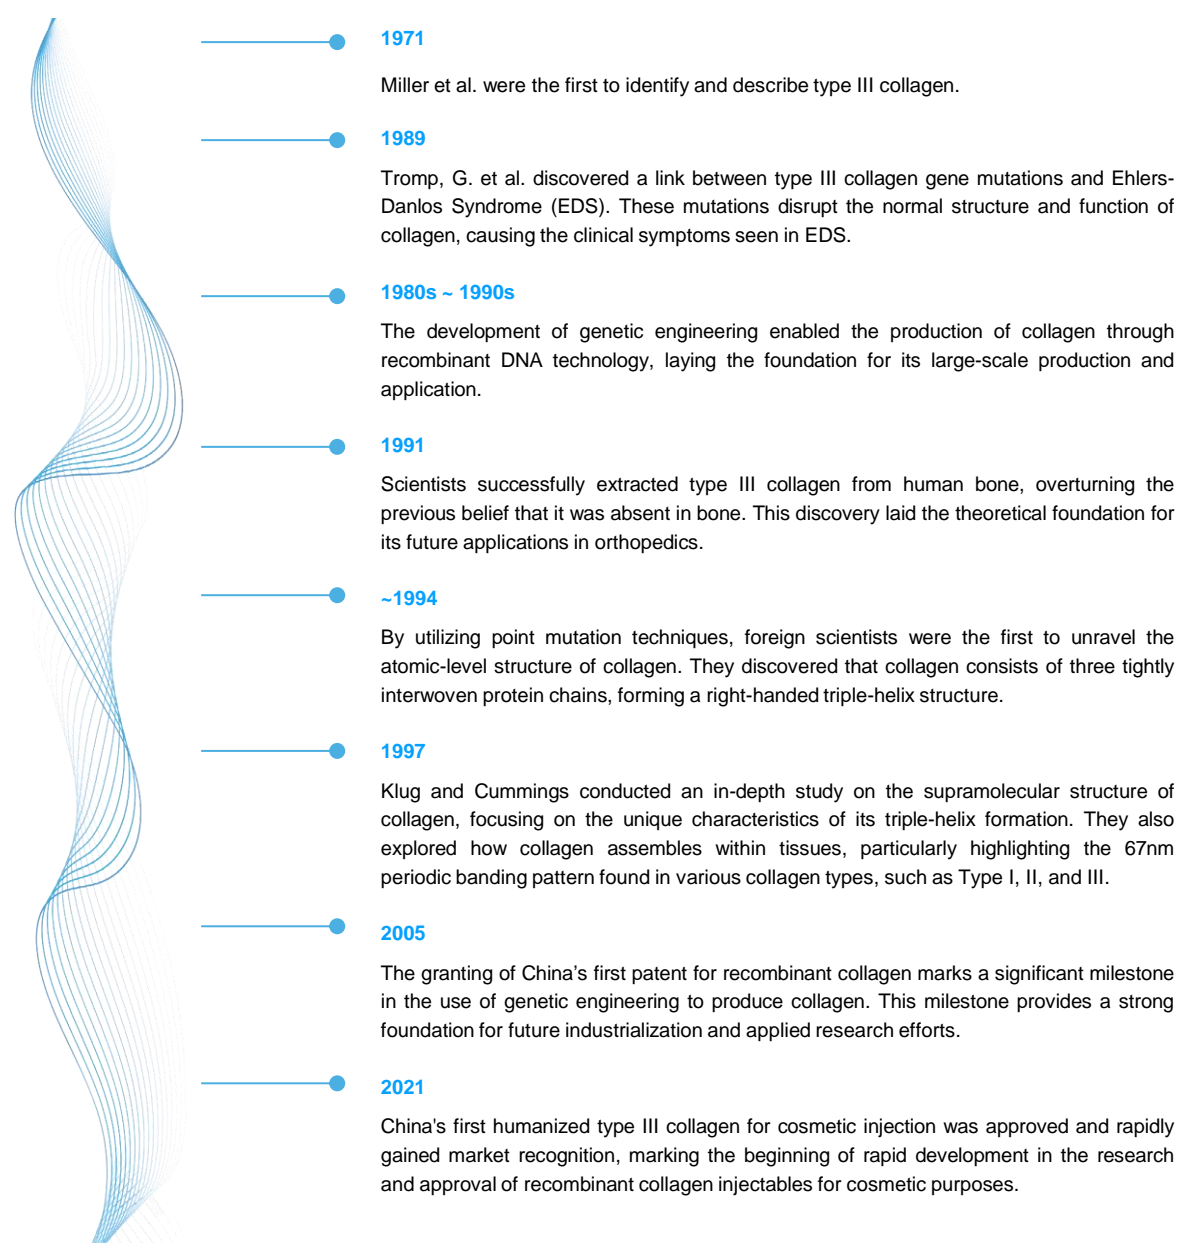 1971
Miller et al. were the first to identify and describe type III collagen.
1989
Tromp, G. et al. discovered a link between type III collagen gene mutations and Ehlers-
Danlos Syndrome (EDS). These mutations disrupt the normal structure and function of
collagen, causing the clinical symptoms seen in EDS.
1980s ~ 1990s
The development of genetic engineering enabled the production of collagen through
recombinant DNA technology, laying the foundation for its large-scale production and
application.
1991
Scientists successfully extracted type III collagen from human bone, overturning the
previous belief that it was absent in bone. This discovery laid the theoretical foundation for
its future applications in orthopedics.
~1994
By utilizing point mutation techniques, foreign scientists were the first to unravel the
atomic-level structure of collagen. They discovered that collagen consists of three tightly
interwoven protein chains, forming a right-handed triple-helix structure.
1997
Klug and Cummings conducted an in-depth study on the supramolecular structure of
collagen, focusing on the unique characteristics of its triple-helix formation. They also
explored how collagen assembles within tissues, particularly highlighting the 67nm
periodic banding pattern found in various collagen types, such as Type I, II, and III.
2005
The granting of China’s first patent for recombinant collagen marks a significant milestone
in the use of genetic engineering to produce collagen. This milestone provides a strong
foundation for future industrialization and applied research efforts.
2021
China's first humanized type III collagen for cosmetic injection was approved and rapidly
gained market recognition, marking the beginning of rapid development in the research
and approval of recombinant collagen injectables for cosmetic purposes.